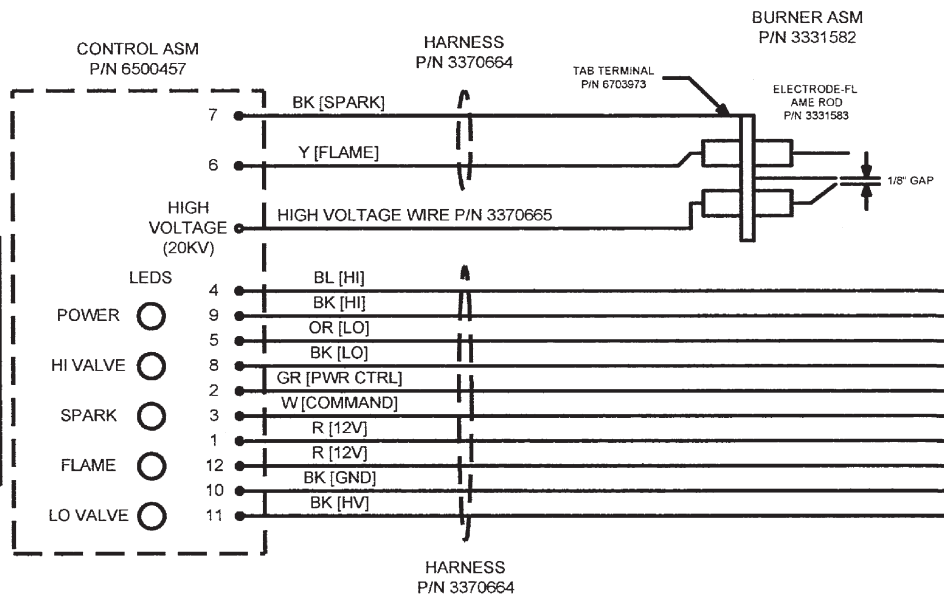 BURNER ASM
P/N 3331582
CONTROL ASM
P/N 6500457
HARNESS
P/N 3370664
TAB TERMINAL
P/N 6703973
ELECTRODE-FL
AME ROD
P/N 3331583
7 BK [SPARK]
6 Y [FLAME]
1/8" GAP
HIGH
VOLTAGE
(20KV)
HIGH VOLTAGE WIRE P/N 3370665
LEDS
4 BL [HI]
POWER 9 BK [HI]
5 OR [LO]
HI VALVE 8 BK [LO]
2 GR [PWR CTRL]
SPARK 3 W [COMMAND]
1 R [12V]
FLAME 12 R [12V]
10 BK [GND]
LO VALVE 11 BK [HV]
HARNESS
P/N 3370664